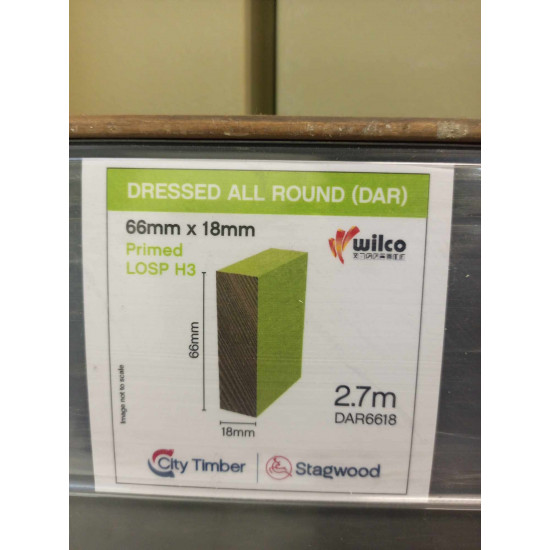 DRESSED ALL ROUND (DAR)
66mm x 18mm
Primed
LOSP H3
wilco
66mm
18mm
Image not to scale
2.7m
DAR6618
City Timber
Stagwood